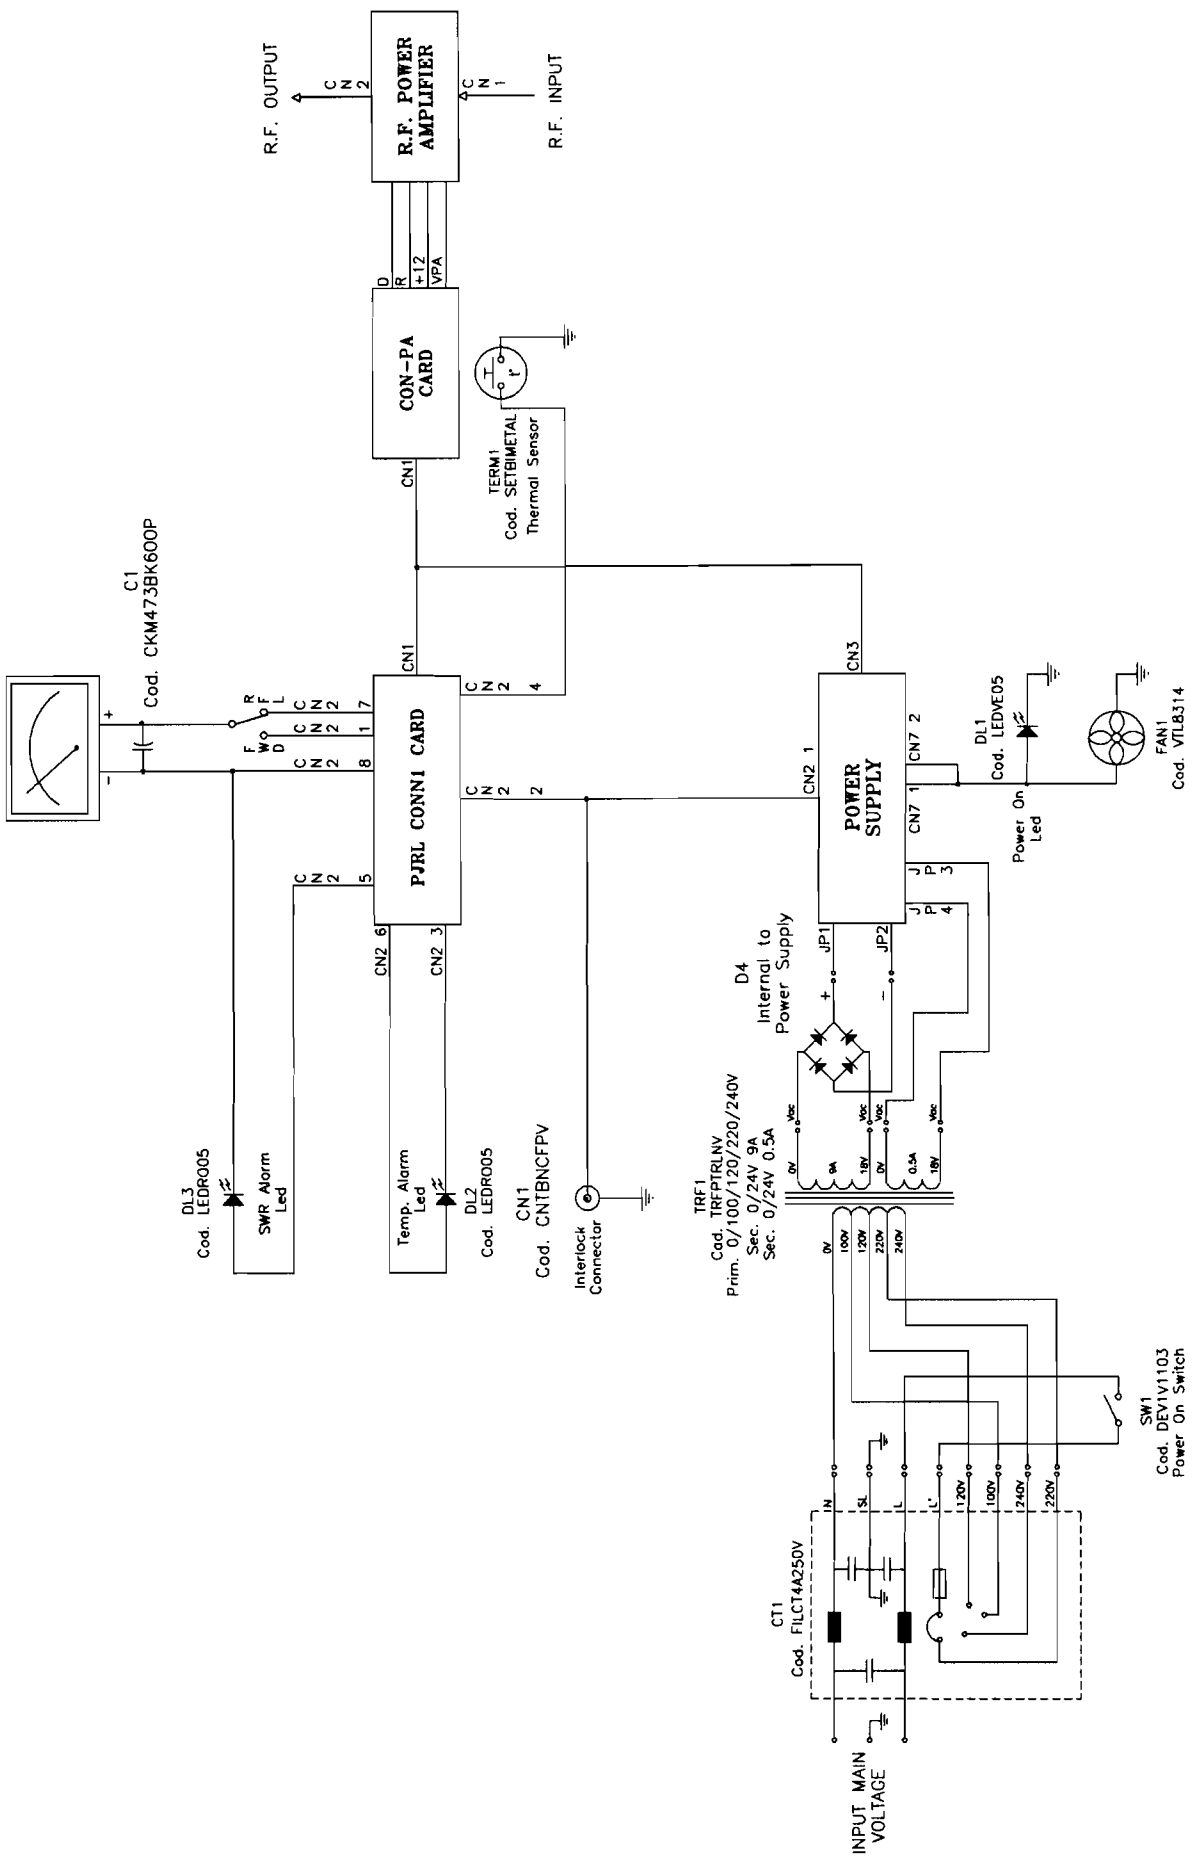 R.F. OUTPUT
CN2
R.F. POWER
AMPLIFIER
CN1
R.F. INPUT
D
R
+12
VPA
CON-PA
CARD
CN1
t°
TERM1
Cod. SETBIMETAL
Thermal Sensor
C1
Cod. CKM473BK600P
+
-
RFL
FWD
CN2 7
CN2 1
CN2 8
CN2 5
CN1
PJRL CONN1 CARD
CN2 4
CN2 2
CN2 6
CN2 3
DL3
Cod. LEDRO05
SWR Alarm
Led
Temp. Alarm
Led
DL2
Cod. LEDRO05
CN1
Cod. CNTBNCFPV
Interlock
Connector
CN3
CN2 1
POWER
SUPPLY
CN7 2
CN7 1
JP3
JP4
JP1
JP2
DL1
Cod. LEDVE05
Power On
Led
FAN1
Cod. VTL8314
D4
Internal to
Power Supply
+
-
TRF1
Cad. TRFPTRLNV
Prim. 0/100/120/220/240V
Sec. 0/24V 9A
Sec. 0/24V 0.5A
Vac
Vac
Vac
Vac
0V
9A
18V
0V
0.5A
18V
0V
100V
120V
220V
240V
SW1
Cod. DEV1V1103
Power On Switch
N
SL
L
L'
120V
100V
240V
220V
CT1
Cod. FILCT4A250V
INPUT MAIN
VOLTAGE